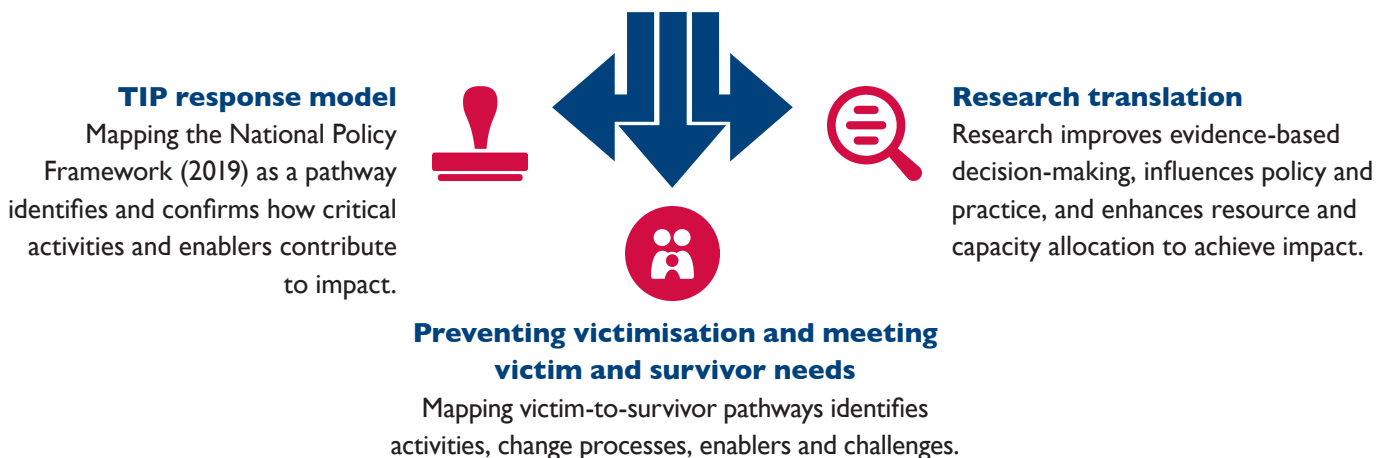 TIP response model
Mapping the National Policy
Framework (2019) as a pathway
identifies and confirms how critical
activities and enablers contribute
to impact.
Research translation
Research improves evidence-based
decision-making, influences policy and
practice, and enhances resource and
capacity allocation to achieve impact.
Preventing victimisation and meeting
victim and survivor needs
Mapping victim-to-survivor pathways identifies
activities, change processes, enablers and challenges.